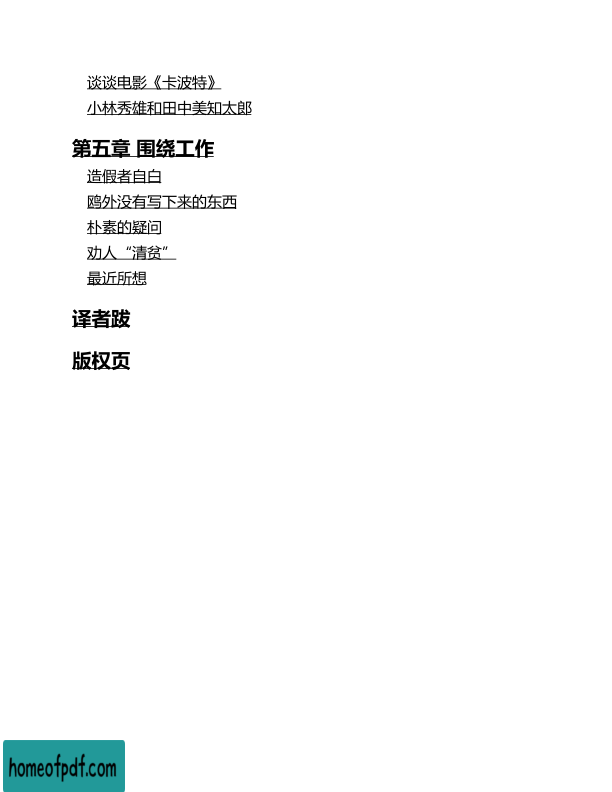 谈谈电影《卡波特》
小林秀雄和田中美知太郎
第五章 围绕工作
造假者自白
鸥外没有写下来的东西
朴素的疑问
劝人“清贫”
最近所想
译者跋
版权页
homeofpdf.com